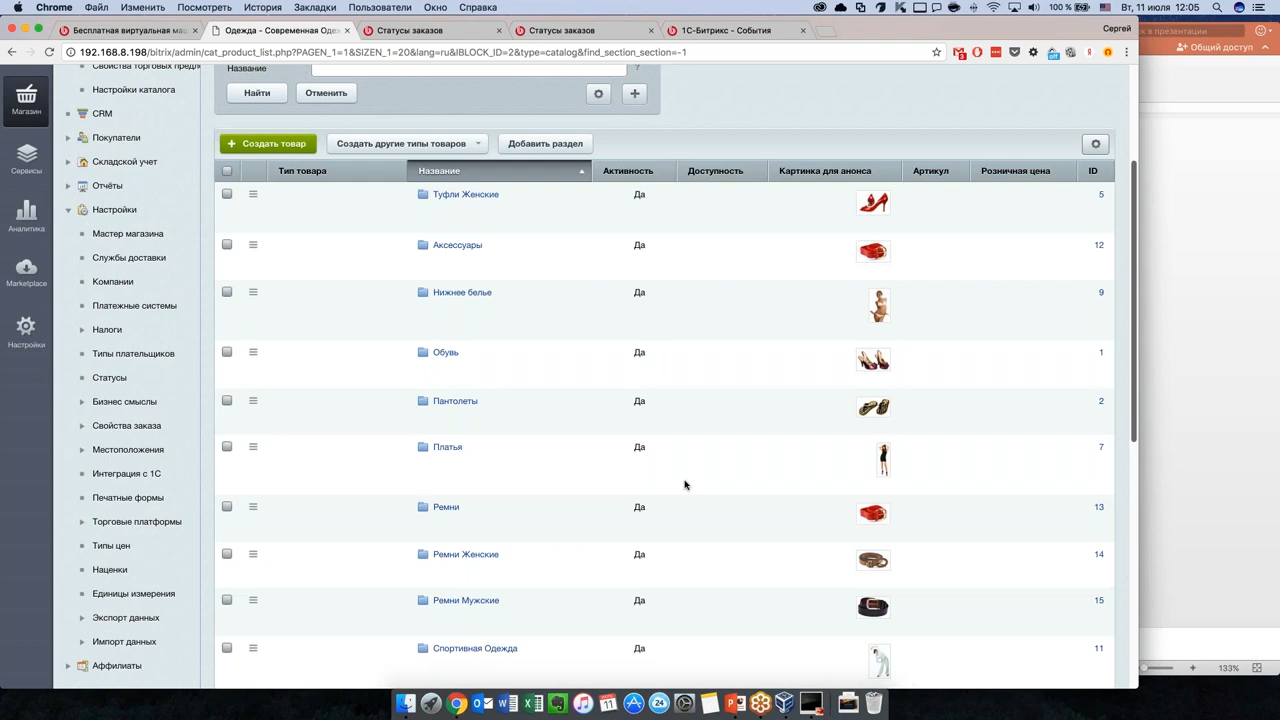 Chrome Файл Изменить Посмотреть История Закладки Пользователи Окно Справка 100 % Вт, 11 июля 12:05
Бесплатная виртуальная маш
Одежда - Современная Оде
Статусы заказов
Статусы заказов
1С-Битрикс - События
Сергей
в презентации
192.168.8.198/bitrix/admin/cat_product_list.php?PAGEN_1=1&SIZEN_1=20&lang=ru&IBLOCK_ID=2&type=catalog&find_section_section=-1
Общий доступ
Магазин
Сервисы
Аналитика
Marketplace
Настройки
Свойства торговых предл
Настройки каталога
CRM
Покупатели
Складской учет
Отчёты
Настройки
Мастер магазина
Службы доставки
Компании
Платежные системы
Налоги
Типы плательщиков
Статусы
Бизнес смыслы
Свойства заказа
Местоположения
Интеграция с 1С
Печатные формы
Торговые платформы
Типы цен
Наценки
Единицы измерения
Экспорт данных
Импорт данных
Аффилиаты
Название ?
Найти Отменить
+ Создать товар Создать другие типы товаров Добавить раздел
Тип товара Название Активность Доступность Картинка для анонса Артикул Розничная цена ID
Туфли Женские Да 5
Аксессуары Да 12
Нижнее белье Да 9
Обувь Да 1
Пантолеты Да 2
Платья Да 7
Ремни Да 13
Ремни Женские Да 14
Ремни Мужские Да 15
Спортивная Одежда Да 11
133%